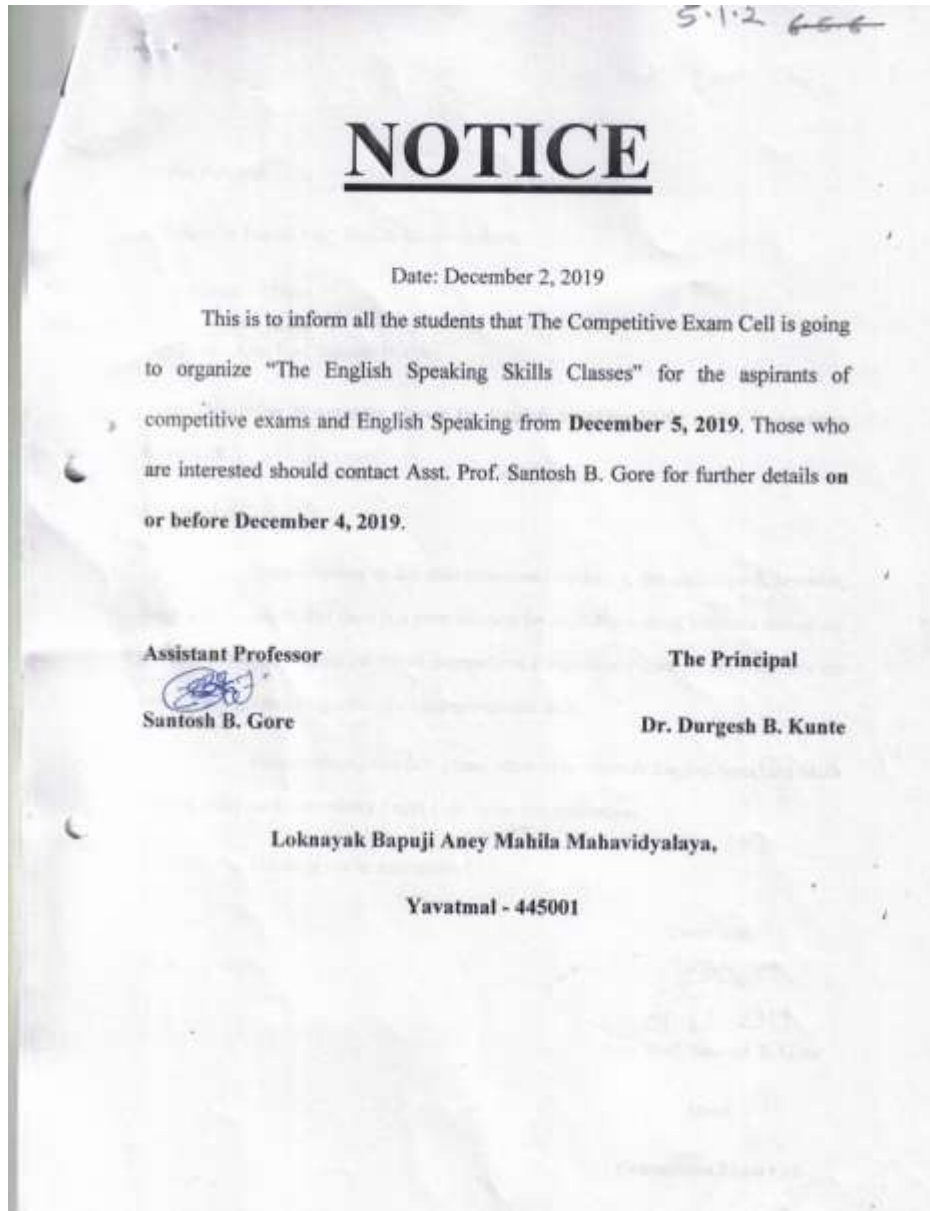 5.1.2 6.5.6
NOTICE
Date: December 2, 2019
This is to inform all the students that The Competitive Exam Cell is going
to organize “The English Speaking Skills Classes” for the aspirants of
competitive exams and English Speaking from December 5, 2019. Those who
are interested should contact Asst. Prof. Santosh B. Gore for further details on
or before December 4, 2019.
Assistant Professor
The Principal
Santosh B. Gore
Dr. Durgesh B. Kunte
Loknayak Bapuji Aney Mahila Mahavidyalaya,
Yavatmal - 445001